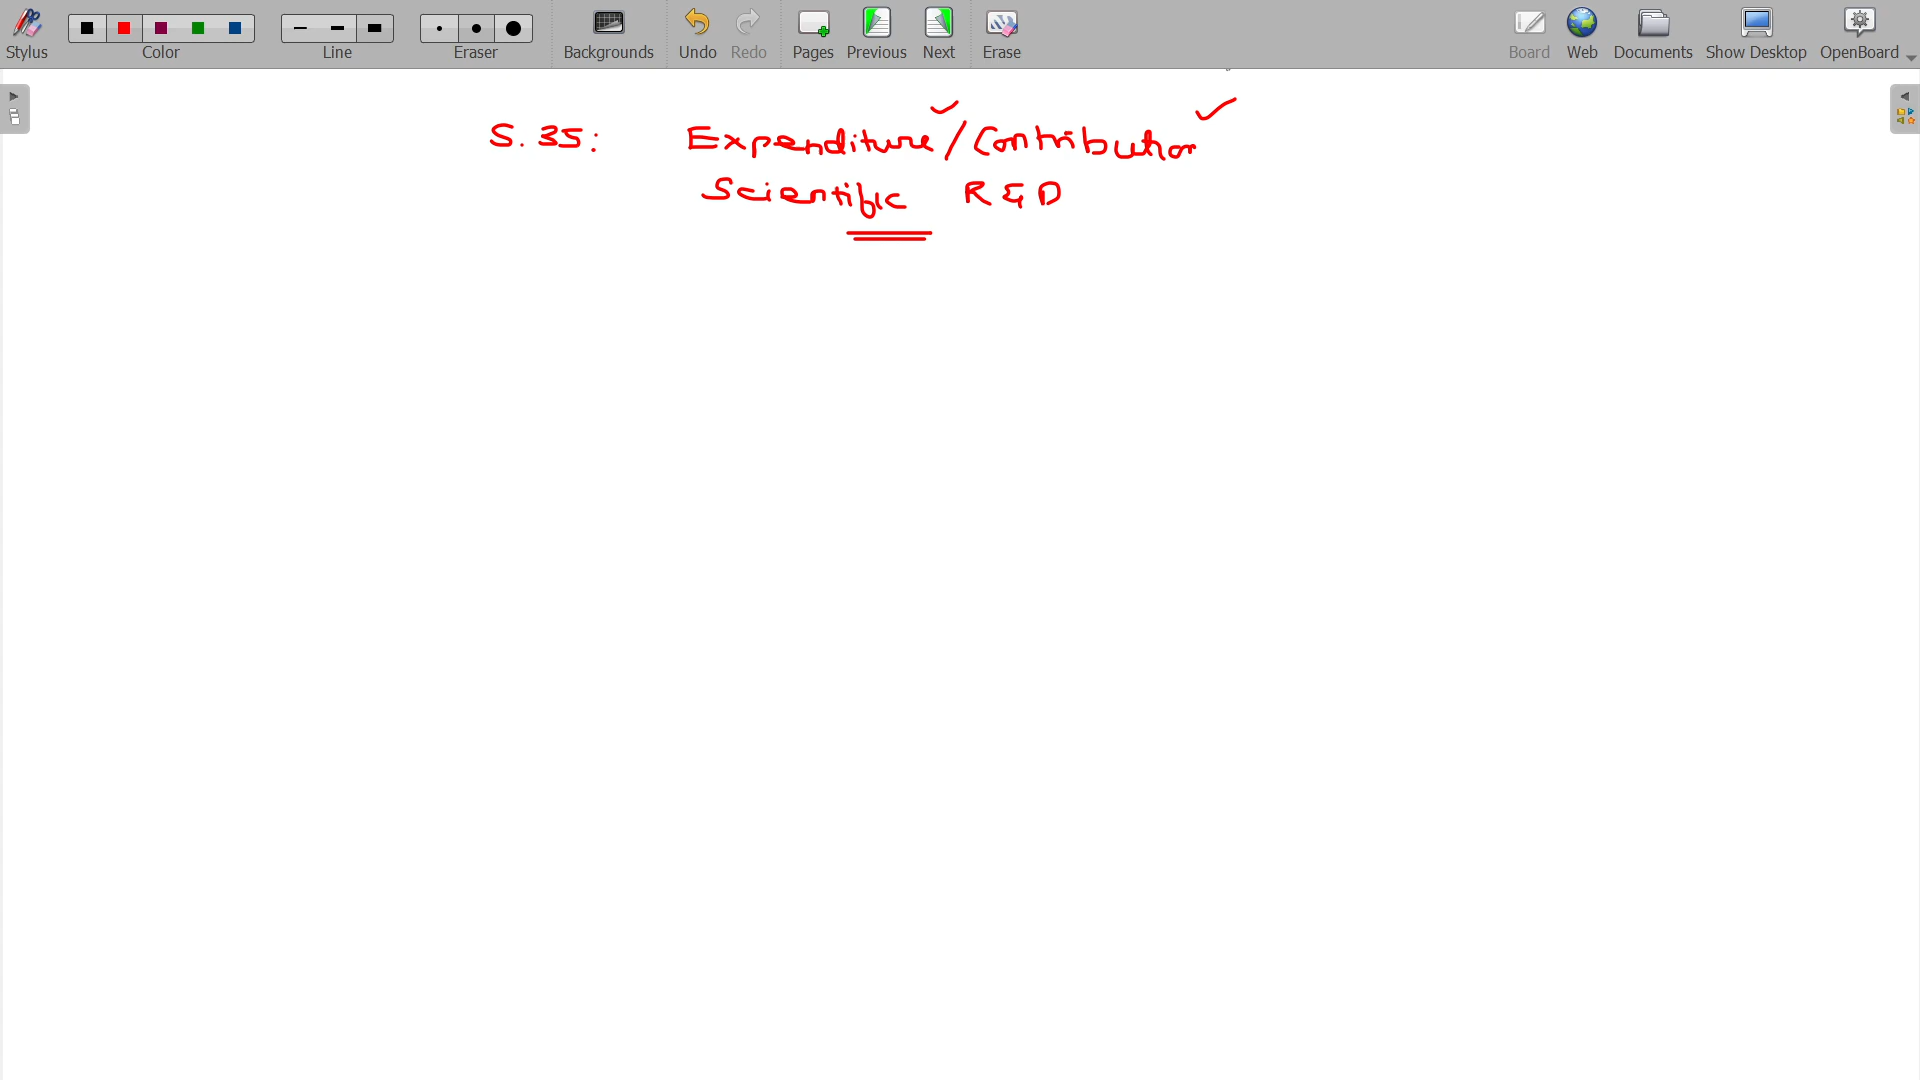 Stylus Color Line Eraser Backgrounds Undo Redo Pages Previous Next Erase Board Web Documents Show Desktop OpenBoard
S. 35: Expenditure/Contribution
Scientific R & D